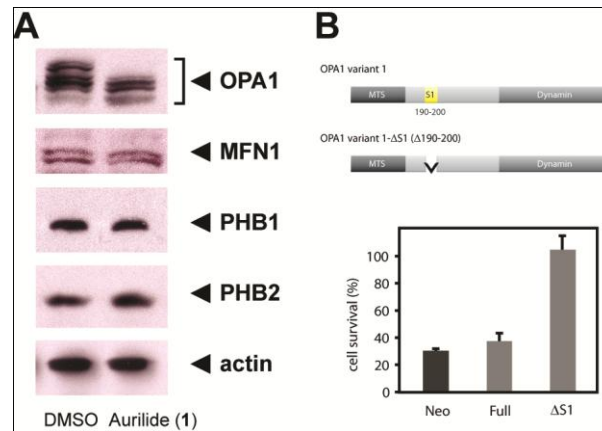 A
◄ OPA1
◄ MFN1
◄ PHB1
◄ PHB2
◄ actin
DMSO Aurilide (1)
B
OPA1 variant 1
MTS S1 Dynamin
190-200
OPA1 variant 1-ΔS1 (Δ190-200)
MTS Dynamin
cell survival (%)
100
80
60
40
20
0
Neo Full ΔS1